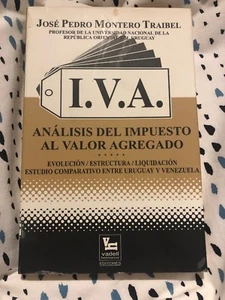 JOSÉ PEDRO MONTERO TRAIBEL
PROFESOR DE LA UNIVERSIDAD NACIONAL DE LA
REPÚBLICA ORIENTAL DEL URUGUAY
I.V.A.
ANÁLISIS DEL IMPUESTO
AL VALOR AGREGADO
EVOLUCIÓN / ESTRUCTURA / LIQUIDACIÓN
ESTUDIO COMPARATIVO ENTRE URUGUAY Y VENEZUELA
vadell